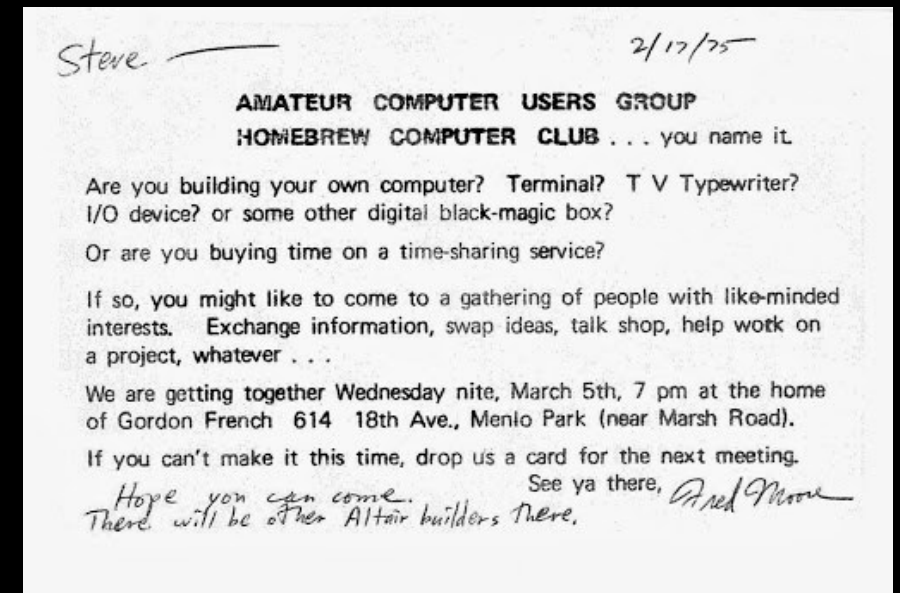 Steve —
2/17/75
AMATEUR COMPUTER USERS GROUP
HOMEBREW COMPUTER CLUB . . . you name it.
Are you building your own computer? Terminal? T V Typewriter?
I/O device? or some other digital black-magic box?
Or are you buying time on a time-sharing service?
If so, you might like to come to a gathering of people with like-minded
interests. Exchange information, swap ideas, talk shop, help work on
a project, whatever . . .
We are getting together Wednesday nite, March 5th, 7 pm at the home
of Gordon French 614 18th Ave., Menlo Park (near Marsh Road).
If you can't make it this time, drop us a card for the next meeting.
See ya there, Fred Moore
Hope you can come.
There will be other Altair builders there.